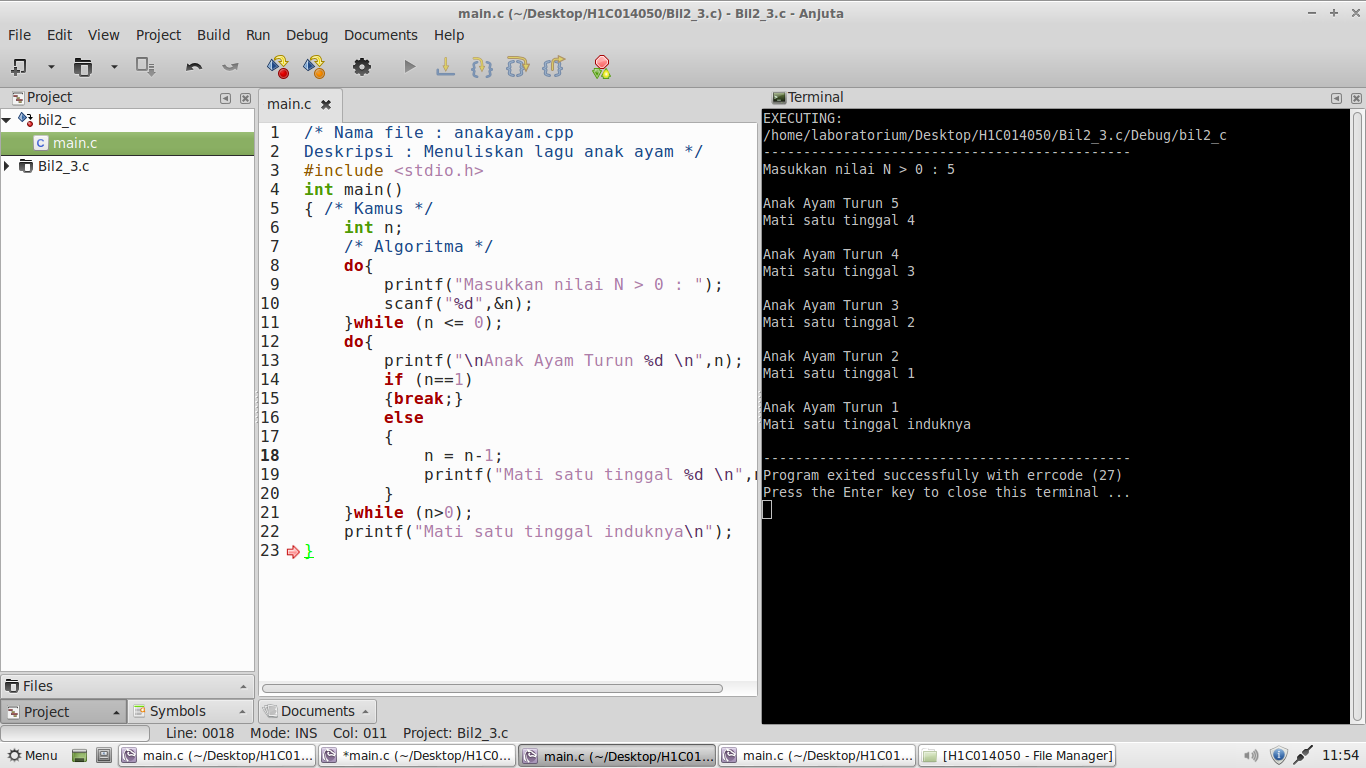 main.c (~/Desktop/H1C014050/Bil2_3.c) - Bil2_3.c - Anjuta
File Edit View Project Build Run Debug Documents Help
Project
bil2_c
main.c
Bil2_3.c
Files
Project
Symbols
main.c
1 /* Nama file : anakayam.cpp
2 Deskripsi : Menuliskan lagu anak ayam */
3 #include <stdio.h>
4 int main()
5 { /* Kamus */
6 int n;
7 /* Algoritma */
8 do{
9 printf("Masukkan nilai N > 0 : ");
10 scanf("%d",&n);
11 }while (n <= 0);
12 do{
13 printf("\nAnak Ayam Turun %d \n",n);
14 if (n==1)
15 {break;}
16 else
17 {
18 n = n-1;
19 printf("Mati satu tinggal %d \n",
20 }
21 }while (n>0);
22 printf("Mati satu tinggal induknya\n");
23 }
Documents
Terminal
EXECUTING:
/home/laboratorium/Desktop/H1C014050/Bil2_3.c/Debug/bil2_c
----------------------------------------------
Masukkan nilai N > 0 : 5
Anak Ayam Turun 5
Mati satu tinggal 4
Anak Ayam Turun 4
Mati satu tinggal 3
Anak Ayam Turun 3
Mati satu tinggal 2
Anak Ayam Turun 2
Mati satu tinggal 1
Anak Ayam Turun 1
Mati satu tinggal induknya
----------------------------------------------
Program exited successfully with errcode (27)
Press the Enter key to close this terminal ...
Line: 0018 Mode: INS Col: 011 Project: Bil2_3.c
Menu
main.c (~/Desktop/H1C01...
*main.c (~/Desktop/H1C0...
main.c (~/Desktop/H1C01...
main.c (~/Desktop/H1C01...
[H1C014050 - File Manager]
11:54